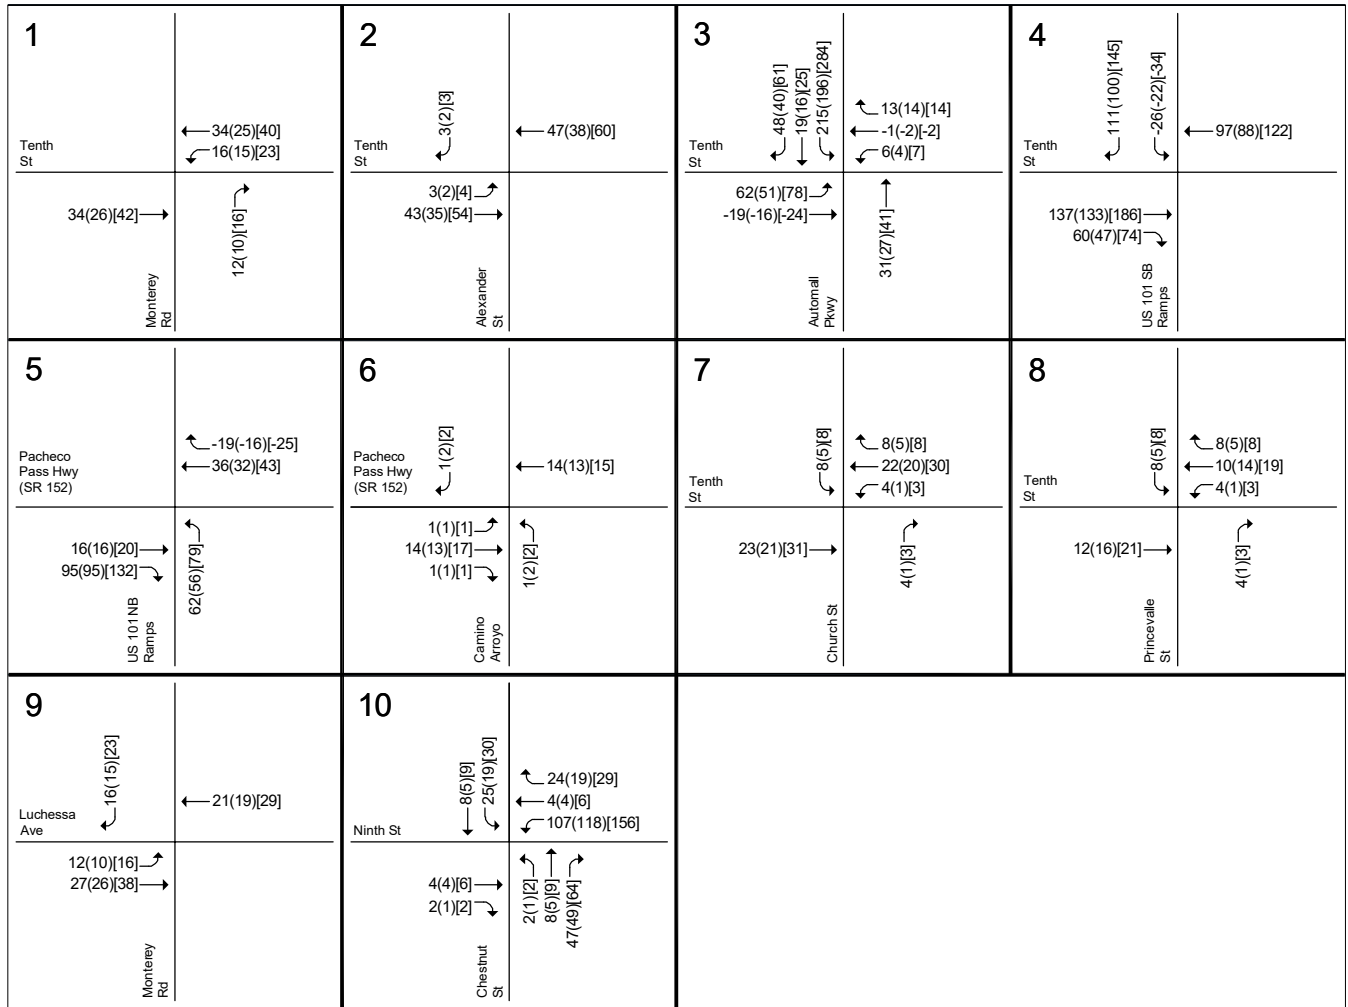 1
34(25)[40]
16(15)[23]
Tenth
St
34(26)[42]
12(10)[16]
Monterey
Rd
2
3(2)[3]
47(38)[60]
Tenth
St
3(2)[4]
43(35)[54]
Alexander
St
3
48(40)[61]
19(16)[25]
215(196)[284]
13(14)[14]
-1(-2)[-2]
6(4)[7]
Tenth
St
62(51)[78]
-19(-16)[-24]
31(27)[41]
Automall
Pkwy
4
111(100)[145]
-26(-22)[-34]
97(88)[122]
Tenth
St
137(133)[186]
60(47)[74]
US 101 SB
Ramps
5
-19(-16)[-25]
36(32)[43]
Pacheco
Pass Hwy
(SR 152)
16(16)[20]
95(95)[132]
62(56)[79]
US 101 NB
Ramps
6
1(2)[2]
14(13)[15]
Pacheco
Pass Hwy
(SR 152)
1(1)[1]
14(13)[17]
1(1)[1]
1(2)[2]
Camino
Arroyo
7
8(5)[8]
8(5)[8]
22(20)[30]
4(1)[3]
Tenth
St
23(21)[31]
4(1)[3]
Church St
8
8(5)[8]
8(5)[8]
10(14)[19]
4(1)[3]
Tenth
St
12(16)[21]
4(1)[3]
Princevalle
St
9
16(15)[23]
21(19)[29]
Luchessa
Ave
12(10)[16]
27(26)[38]
Monterey
Rd
10
8(5)[9]
25(19)[30]
24(19)[29]
4(4)[6]
107(118)[156]
Ninth St
4(4)[6]
2(1)[2]
2(1)[2]
8(5)[9]
47(49)[64]
Chestnut
St